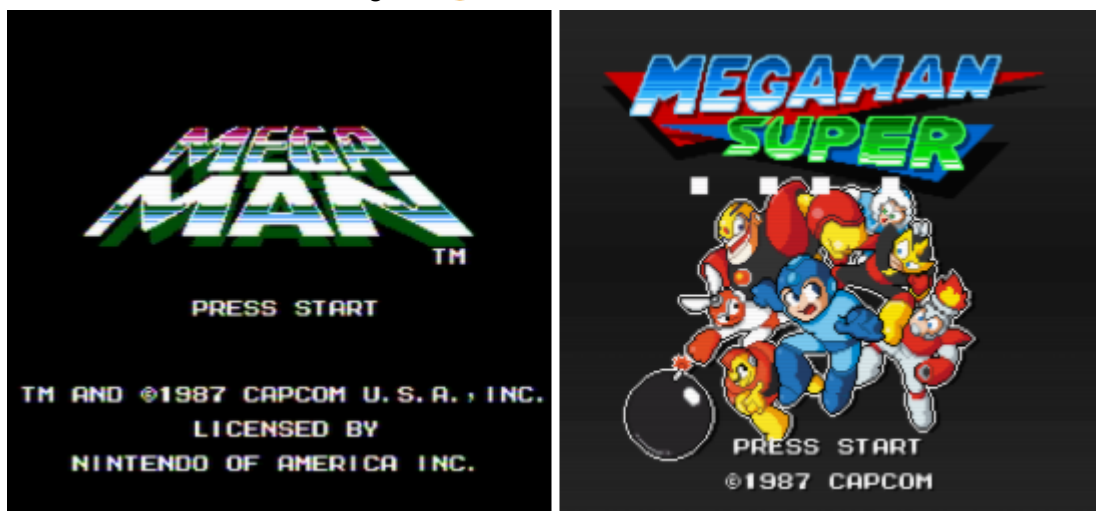 MEGA
MAN
TM
PRESS START
TM AND ©1987 CAPCOM U.S.A., INC.
LICENSED BY
NINTENDO OF AMERICA INC.
MEGAMAN
SUPER
PRESS START
©1987 CAPCOM